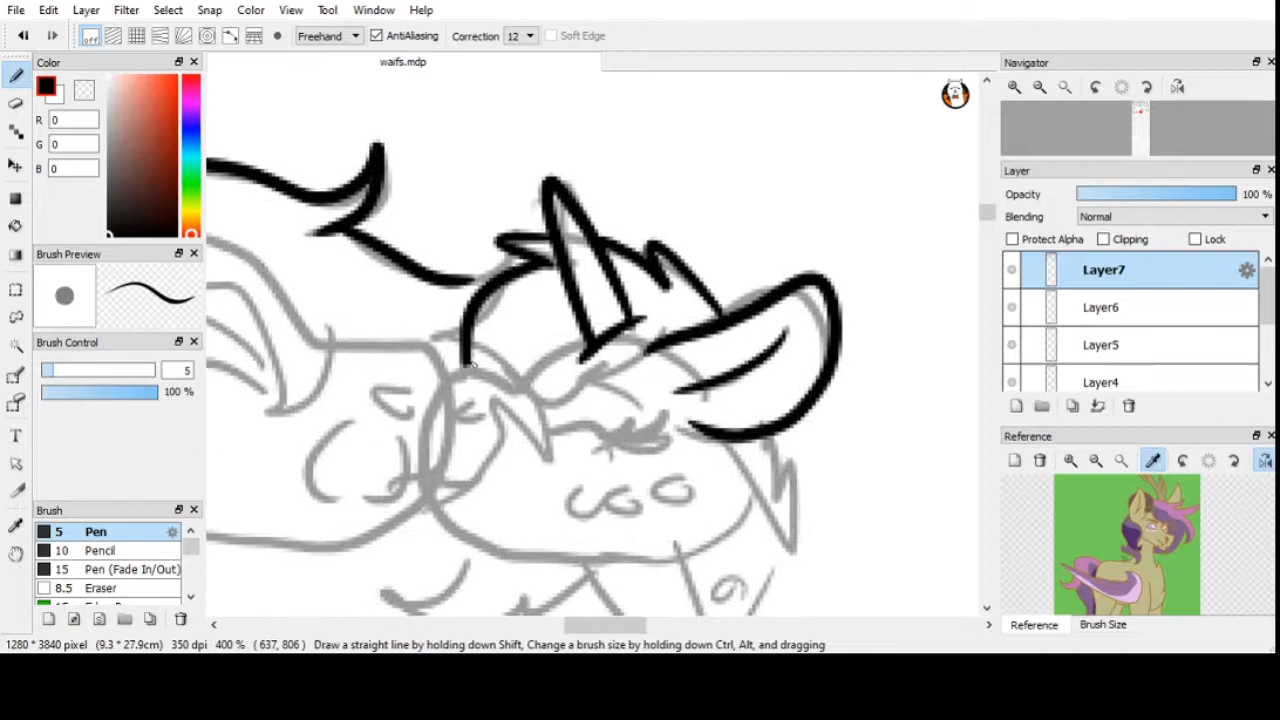 File Edit Layer Filter Select Snap Color View Tool Window Help
off Freehand AntiAliasing Correction 12 Soft Edge
Color
waifs.mdp
Navigator
R 0
G 0
B 0
Layer
Opacity 100 %
Blending Normal
Protect Alpha Clipping Lock
Brush Preview
Layer7
Layer6
Layer5
Layer4
Brush Control
5
100 %
Reference
Brush
5 Pen
10 Pencil
15 Pen (Fade In/Out)
8.5 Eraser
Reference Brush Size
1280 * 3840 pixel (9.3 * 27.9cm) 350 dpi 400 % ( 637, 806 ) Draw a straight line by holding down Shift, Change a brush size by holding down Ctrl, Alt, and dragging